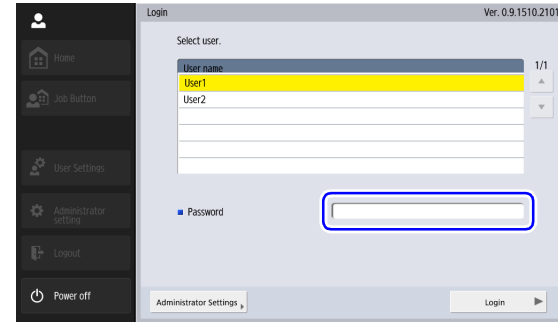 Login
Ver. 0.9.1510.2101
Home
Job Button
User Settings
Administrator
setting
Logout
Power off
Select user.
User name
1/1
User1
User2
Password
Administrator Settings
Login